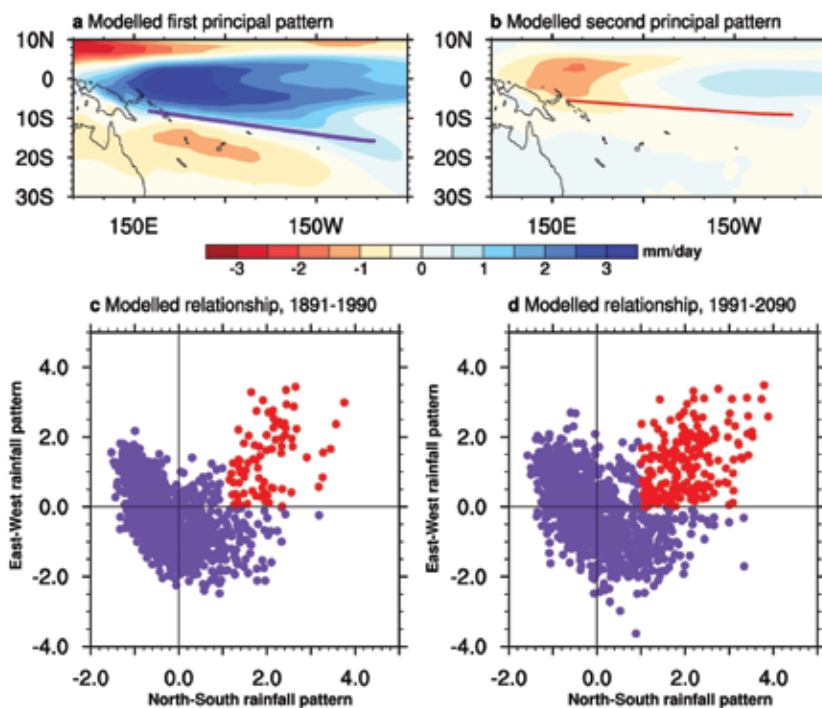 a Modelled first principal pattern
b Modelled second principal pattern
10N
0
10S
20S
30S
150E
150W
10N
0
10S
20S
30S
150E
150W
-3 -2 -1 0 1 2 3
mm/day
c Modelled relationship, 1891-1990
d Modelled relationship, 1991-2090
East-West rainfall pattern
4.0
2.0
0.0
-2.0
-4.0
-2.0 0.0 2.0 4.0
North-South rainfall pattern
East-West rainfall pattern
4.0
2.0
0.0
-2.0
-4.0
-2.0 0.0 2.0 4.0
North-South rainfall pattern